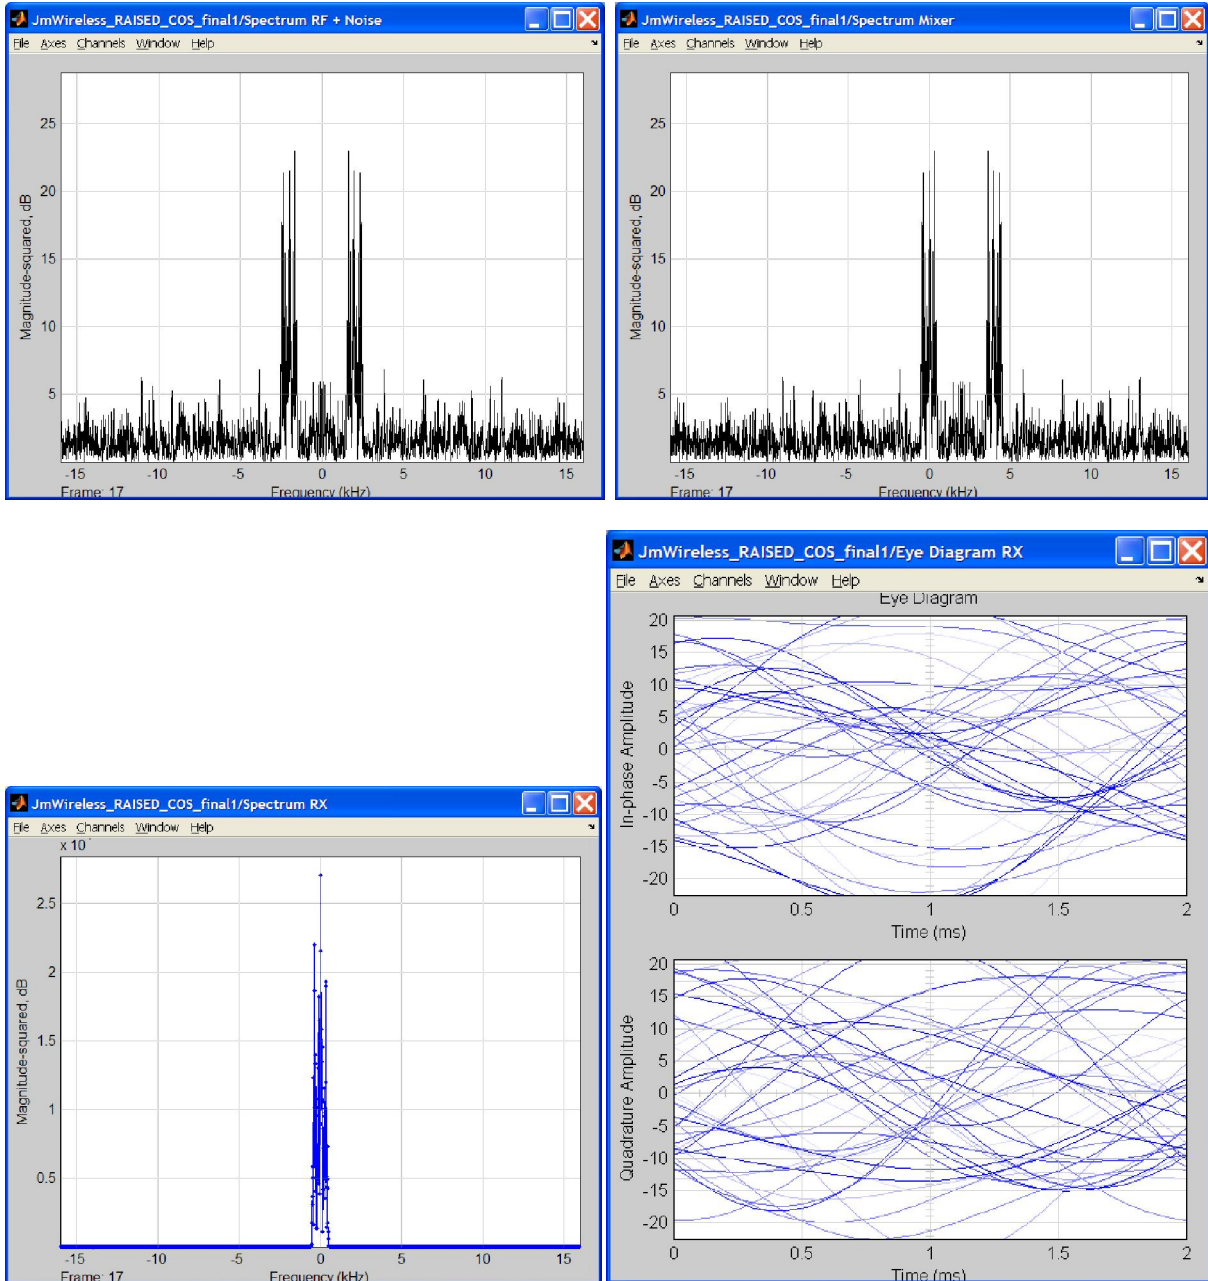 JmWireless_RAISED_COS_final1/Spectrum RF + Noise
File Axes Channels Window Help
25
20
15
10
5
Magnitude-squared, dB
-15 -10 -5 0 5 10 15
Frame: 17 Frequency (kHz)
JmWireless_RAISED_COS_final1/Spectrum Mixer
File Axes Channels Window Help
25
20
15
10
5
Magnitude-squared, dB
-15 -10 -5 0 5 10 15
Frame: 17 Frequency (kHz)
JmWireless_RAISED_COS_final1/Spectrum RX
File Axes Channels Window Help
x 10
2.5
2
1.5
1
0.5
Magnitude-squared, dB
-15 -10 -5 0 5 10 15
Frame: 17 Frequency (kHz)
JmWireless_RAISED_COS_final1/Eye Diagram RX
File Axes Channels Window Help
Eye Diagram
20
15
10
5
0
-5
-10
-15
-20
In-phase Amplitude
0 0.5 1 1.5 2
Time (ms)
20
15
10
5
0
-5
-10
-15
-20
Quadrature Amplitude
0 0.5 1 1.5 2
Time (ms)